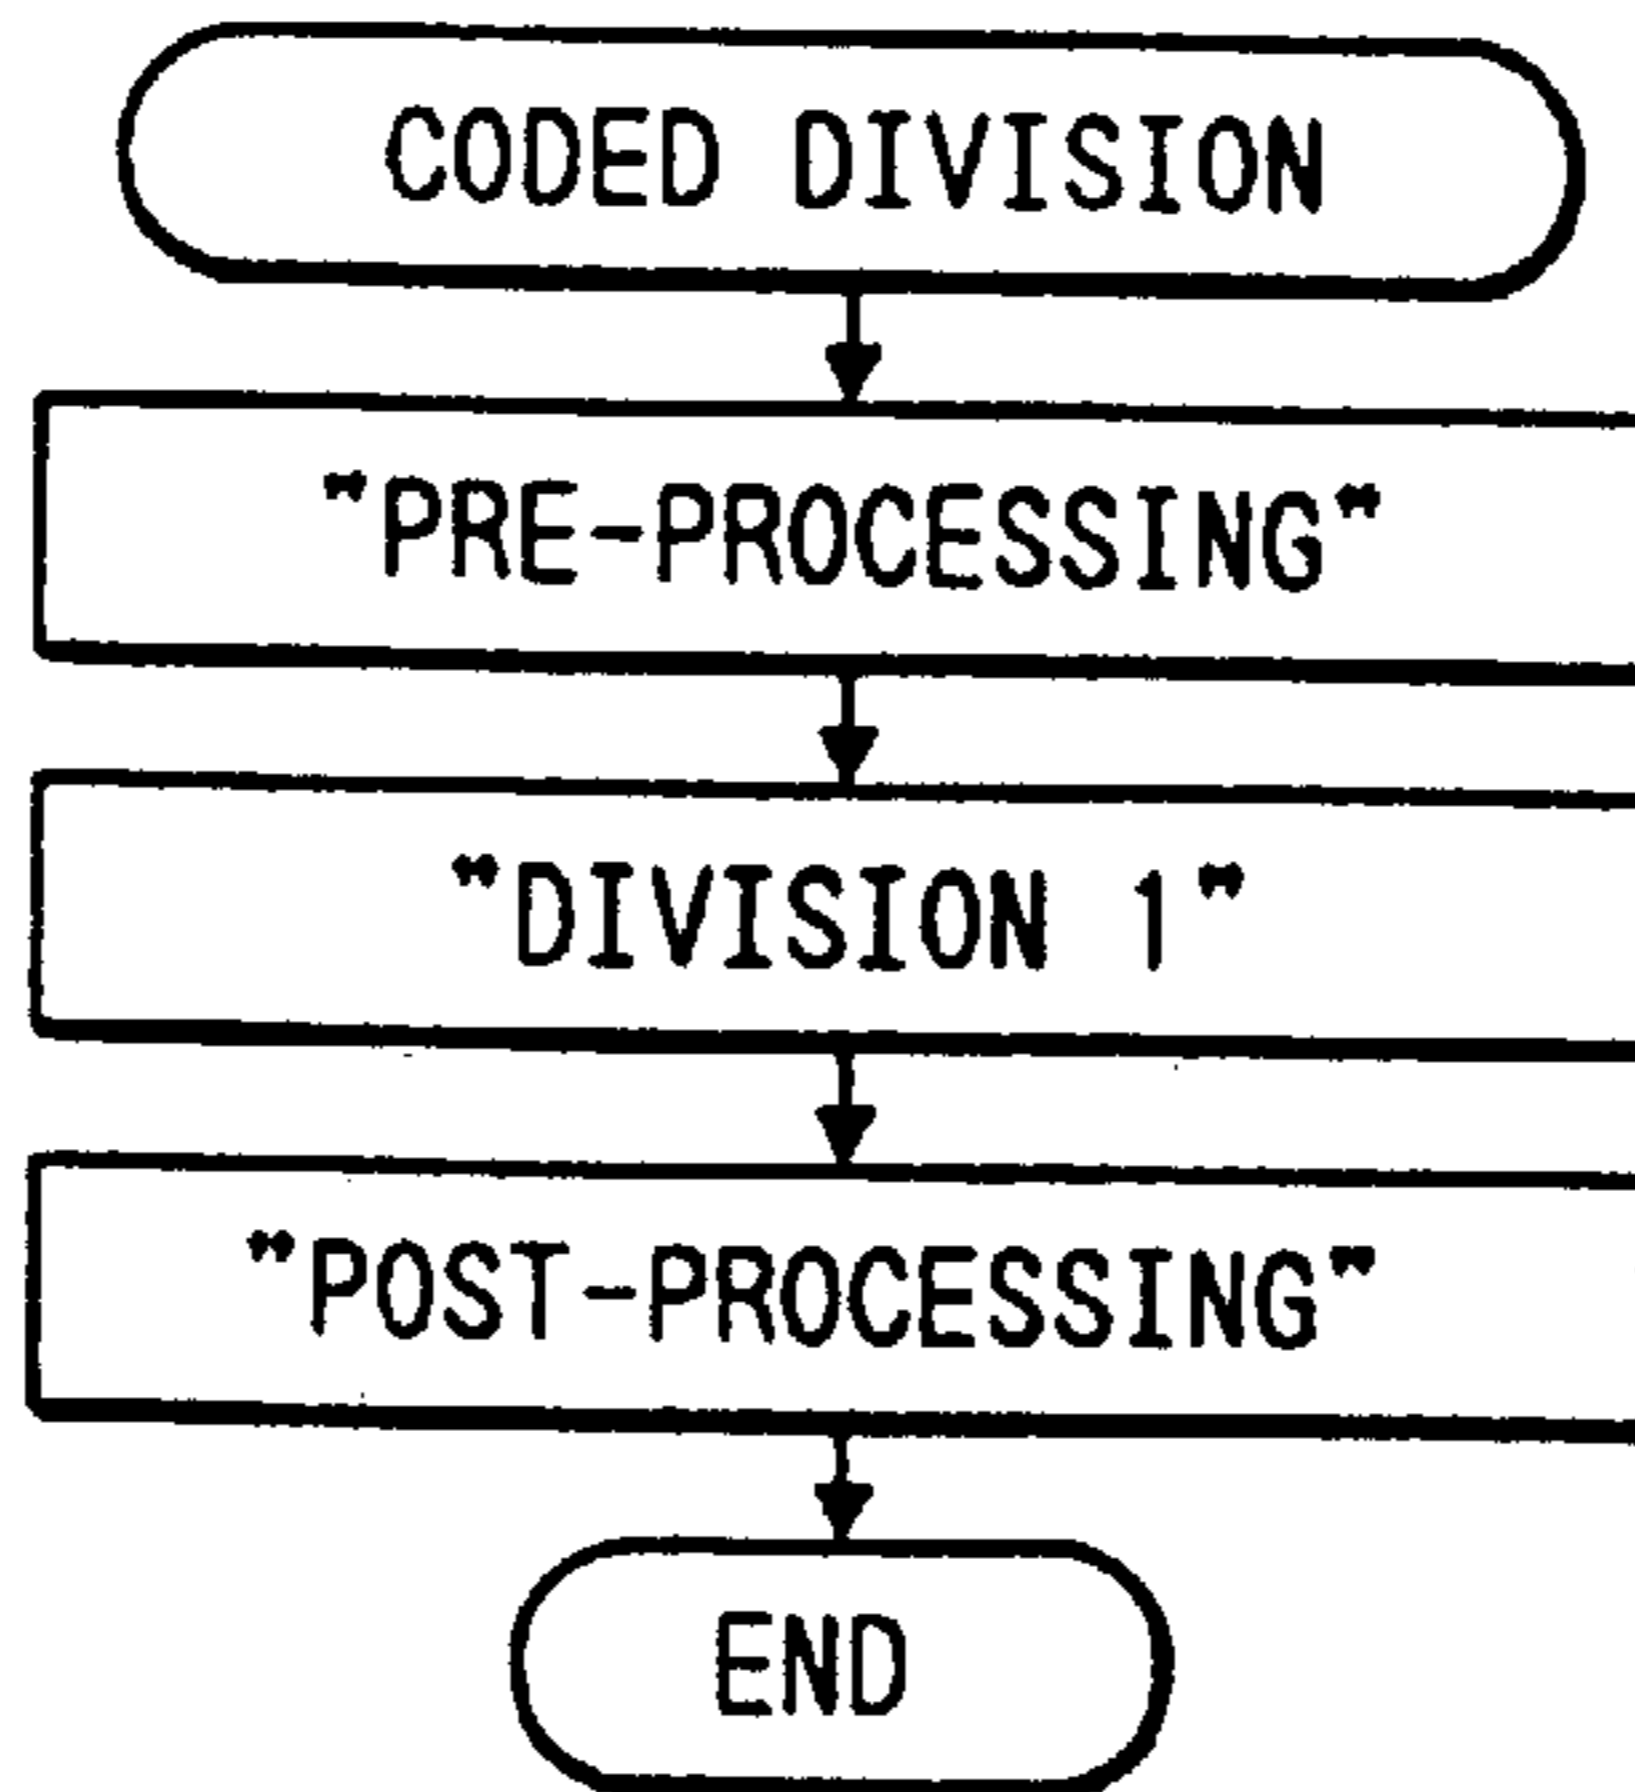 CODED DIVISION
"PRE-PROCESSING"
"DIVISION 1"
"POST-PROCESSING"
END